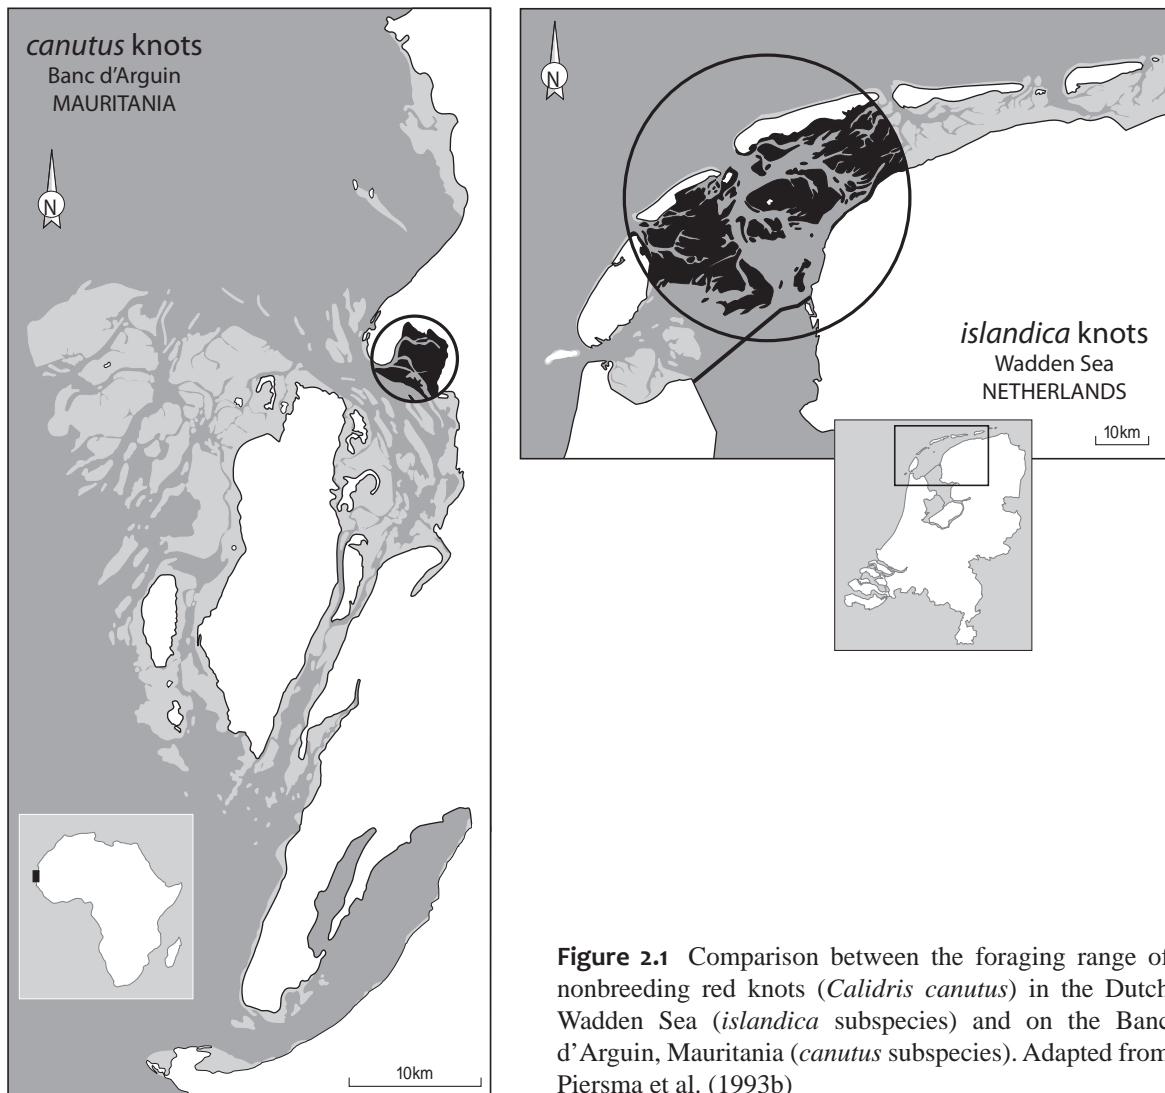 canutus knots
Banc d'Arguin
MAURITANIA
N
10km
N
islandica knots
Wadden Sea
NETHERLANDS
10km
Figure 2.1 Comparison between the foraging range of
nonbreeding red knots (Calidris canutus) in the Dutch
Wadden Sea (islandica subspecies) and on the Banc
d'Arguin, Mauritania (canutus subspecies). Adapted from
Piersma et al. (1993b)